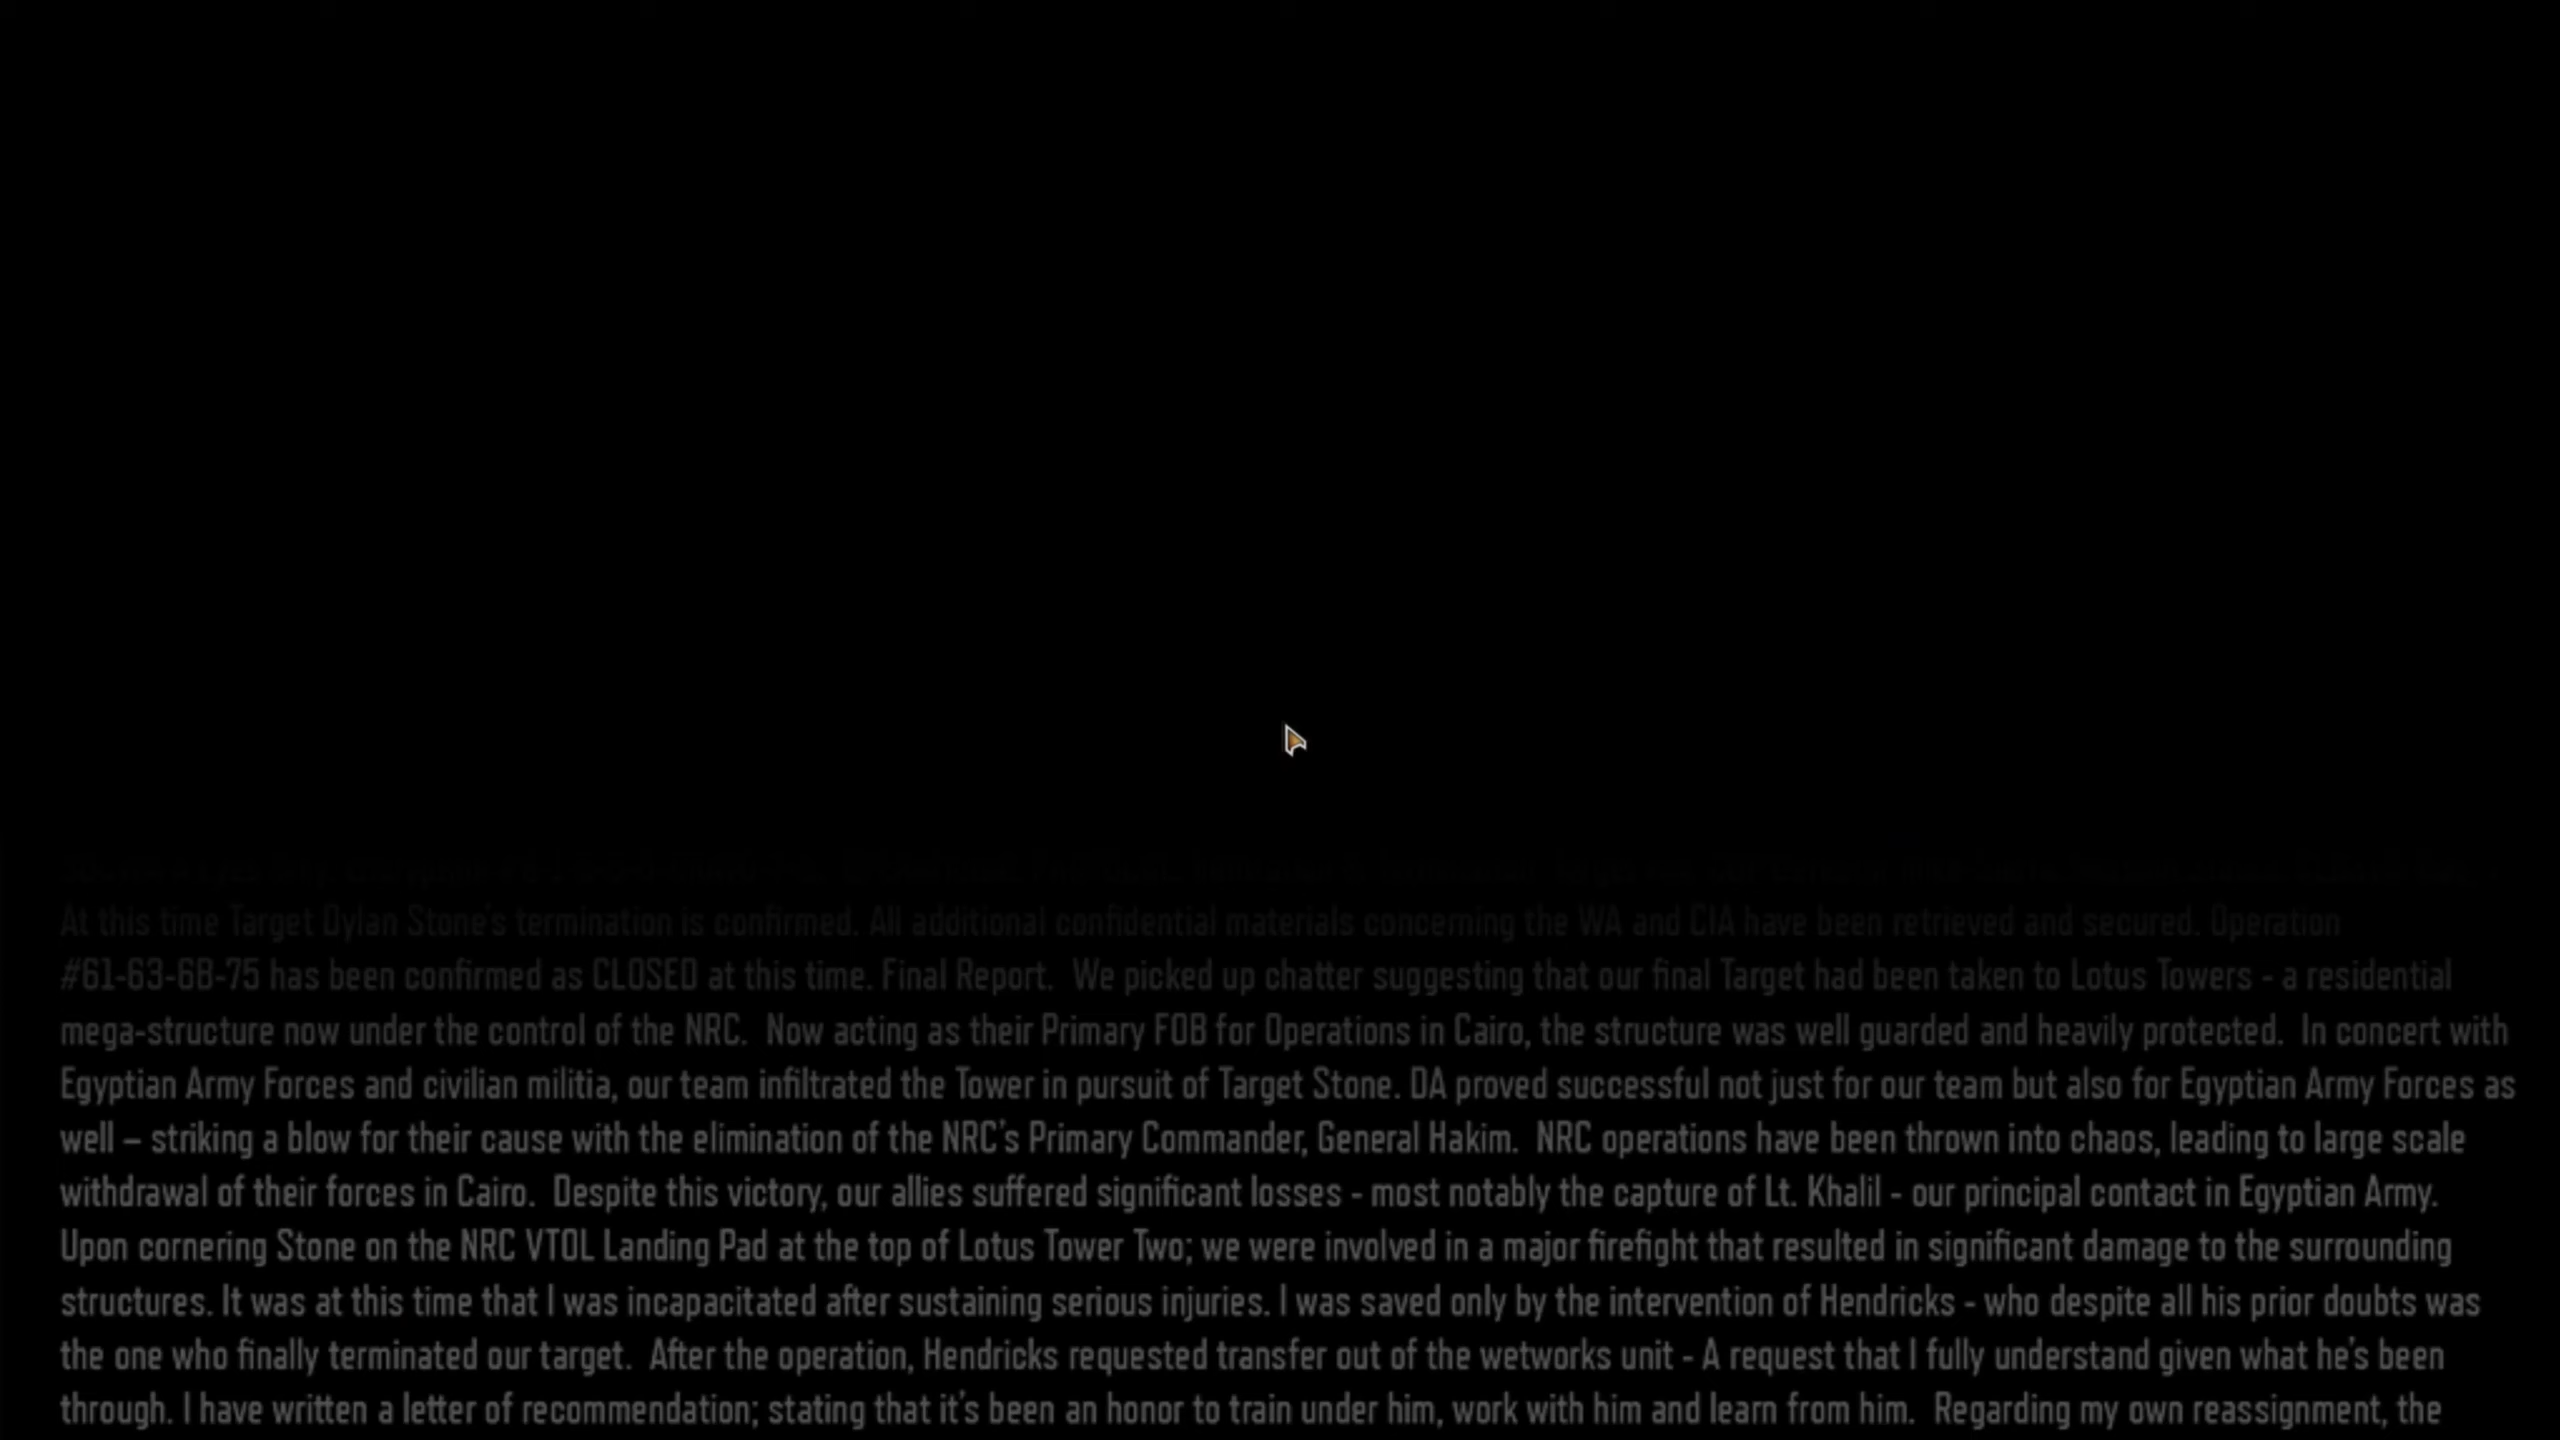 At this time Target Dylan Stone's termination is confirmed. All additional confidential materials concerning the WA and CIA have been retrieved and secured. Operation
#61-63-6B-75 has been confirmed as CLOSED at this time. Final Report.  We picked up chatter suggesting that our final Target had been taken to Lotus Towers - a residential
mega-structure now under the control of the NRC.  Now acting as their Primary FOB for Operations in Cairo, the structure was well guarded and heavily protected.  In concert with
Egyptian Army Forces and civilian militia, our team infiltrated the Tower in pursuit of Target Stone. DA proved successful not just for our team but also for Egyptian Army Forces as
well – striking a blow for their cause with the elimination of the NRC's Primary Commander, General Hakim.  NRC operations have been thrown into chaos, leading to large scale
withdrawal of their forces in Cairo.  Despite this victory, our allies suffered significant losses - most notably the capture of Lt. Khalil - our principal contact in Egyptian Army.
Upon cornering Stone on the NRC VTOL Landing Pad at the top of Lotus Tower Two; we were involved in a major firefight that resulted in significant damage to the surrounding
structures. It was at this time that I was incapacitated after sustaining serious injuries. I was saved only by the intervention of Hendricks - who despite all his prior doubts was
the one who finally terminated our target.  After the operation, Hendricks requested transfer out of the wetworks unit - A request that I fully understand given what he's been
through. I have written a letter of recommendation; stating that it's been an honor to train under him, work with him and learn from him.  Regarding my own reassignment, the